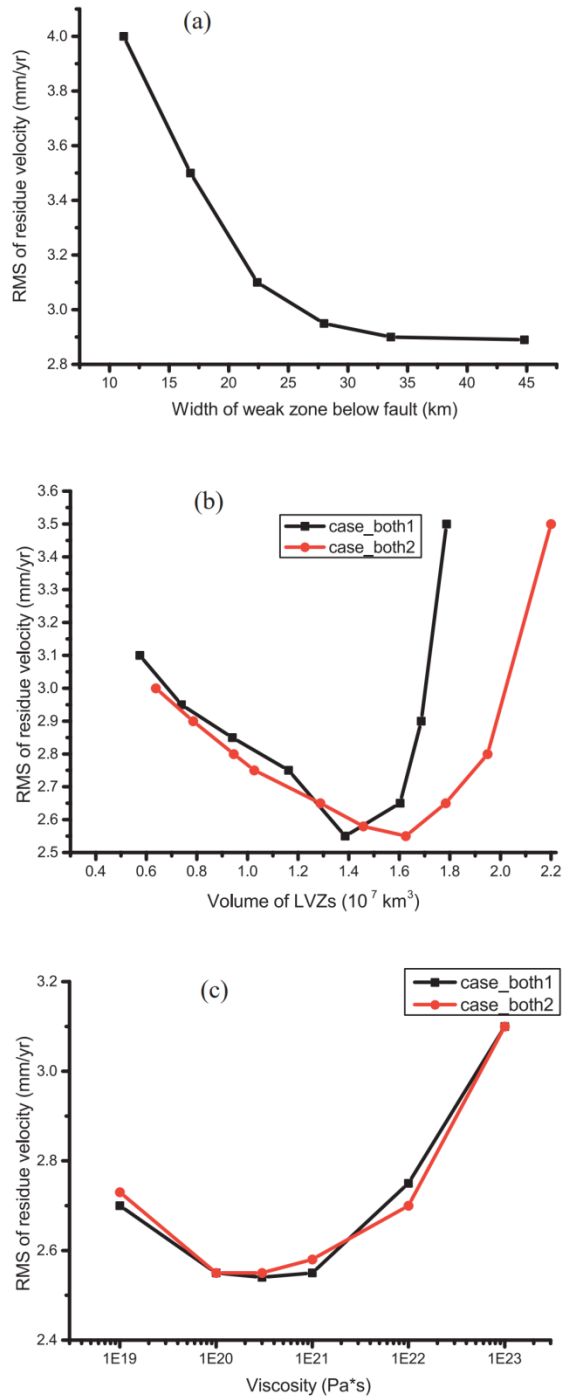 (a)
RMS of residue velocity (mm/yr)
4.0
3.8
3.6
3.4
3.2
3.0
2.8
10 15 20 25 30 35 40 45
Width of weak zone below fault (km)
(b)
case_both1
case_both2
RMS of residue velocity (mm/yr)
3.6
3.5
3.4
3.3
3.2
3.1
3.0
2.9
2.8
2.7
2.6
2.5
0.4 0.6 0.8 1.0 1.2 1.4 1.6 1.8 2.0 2.2
Volume of LVZs (10⁷ km³)
(c)
case_both1
case_both2
RMS of residue velocity (mm/yr)
3.2
3.0
2.8
2.6
2.4
1E19 1E20 1E21 1E22 1E23
Viscosity (Pa*s)